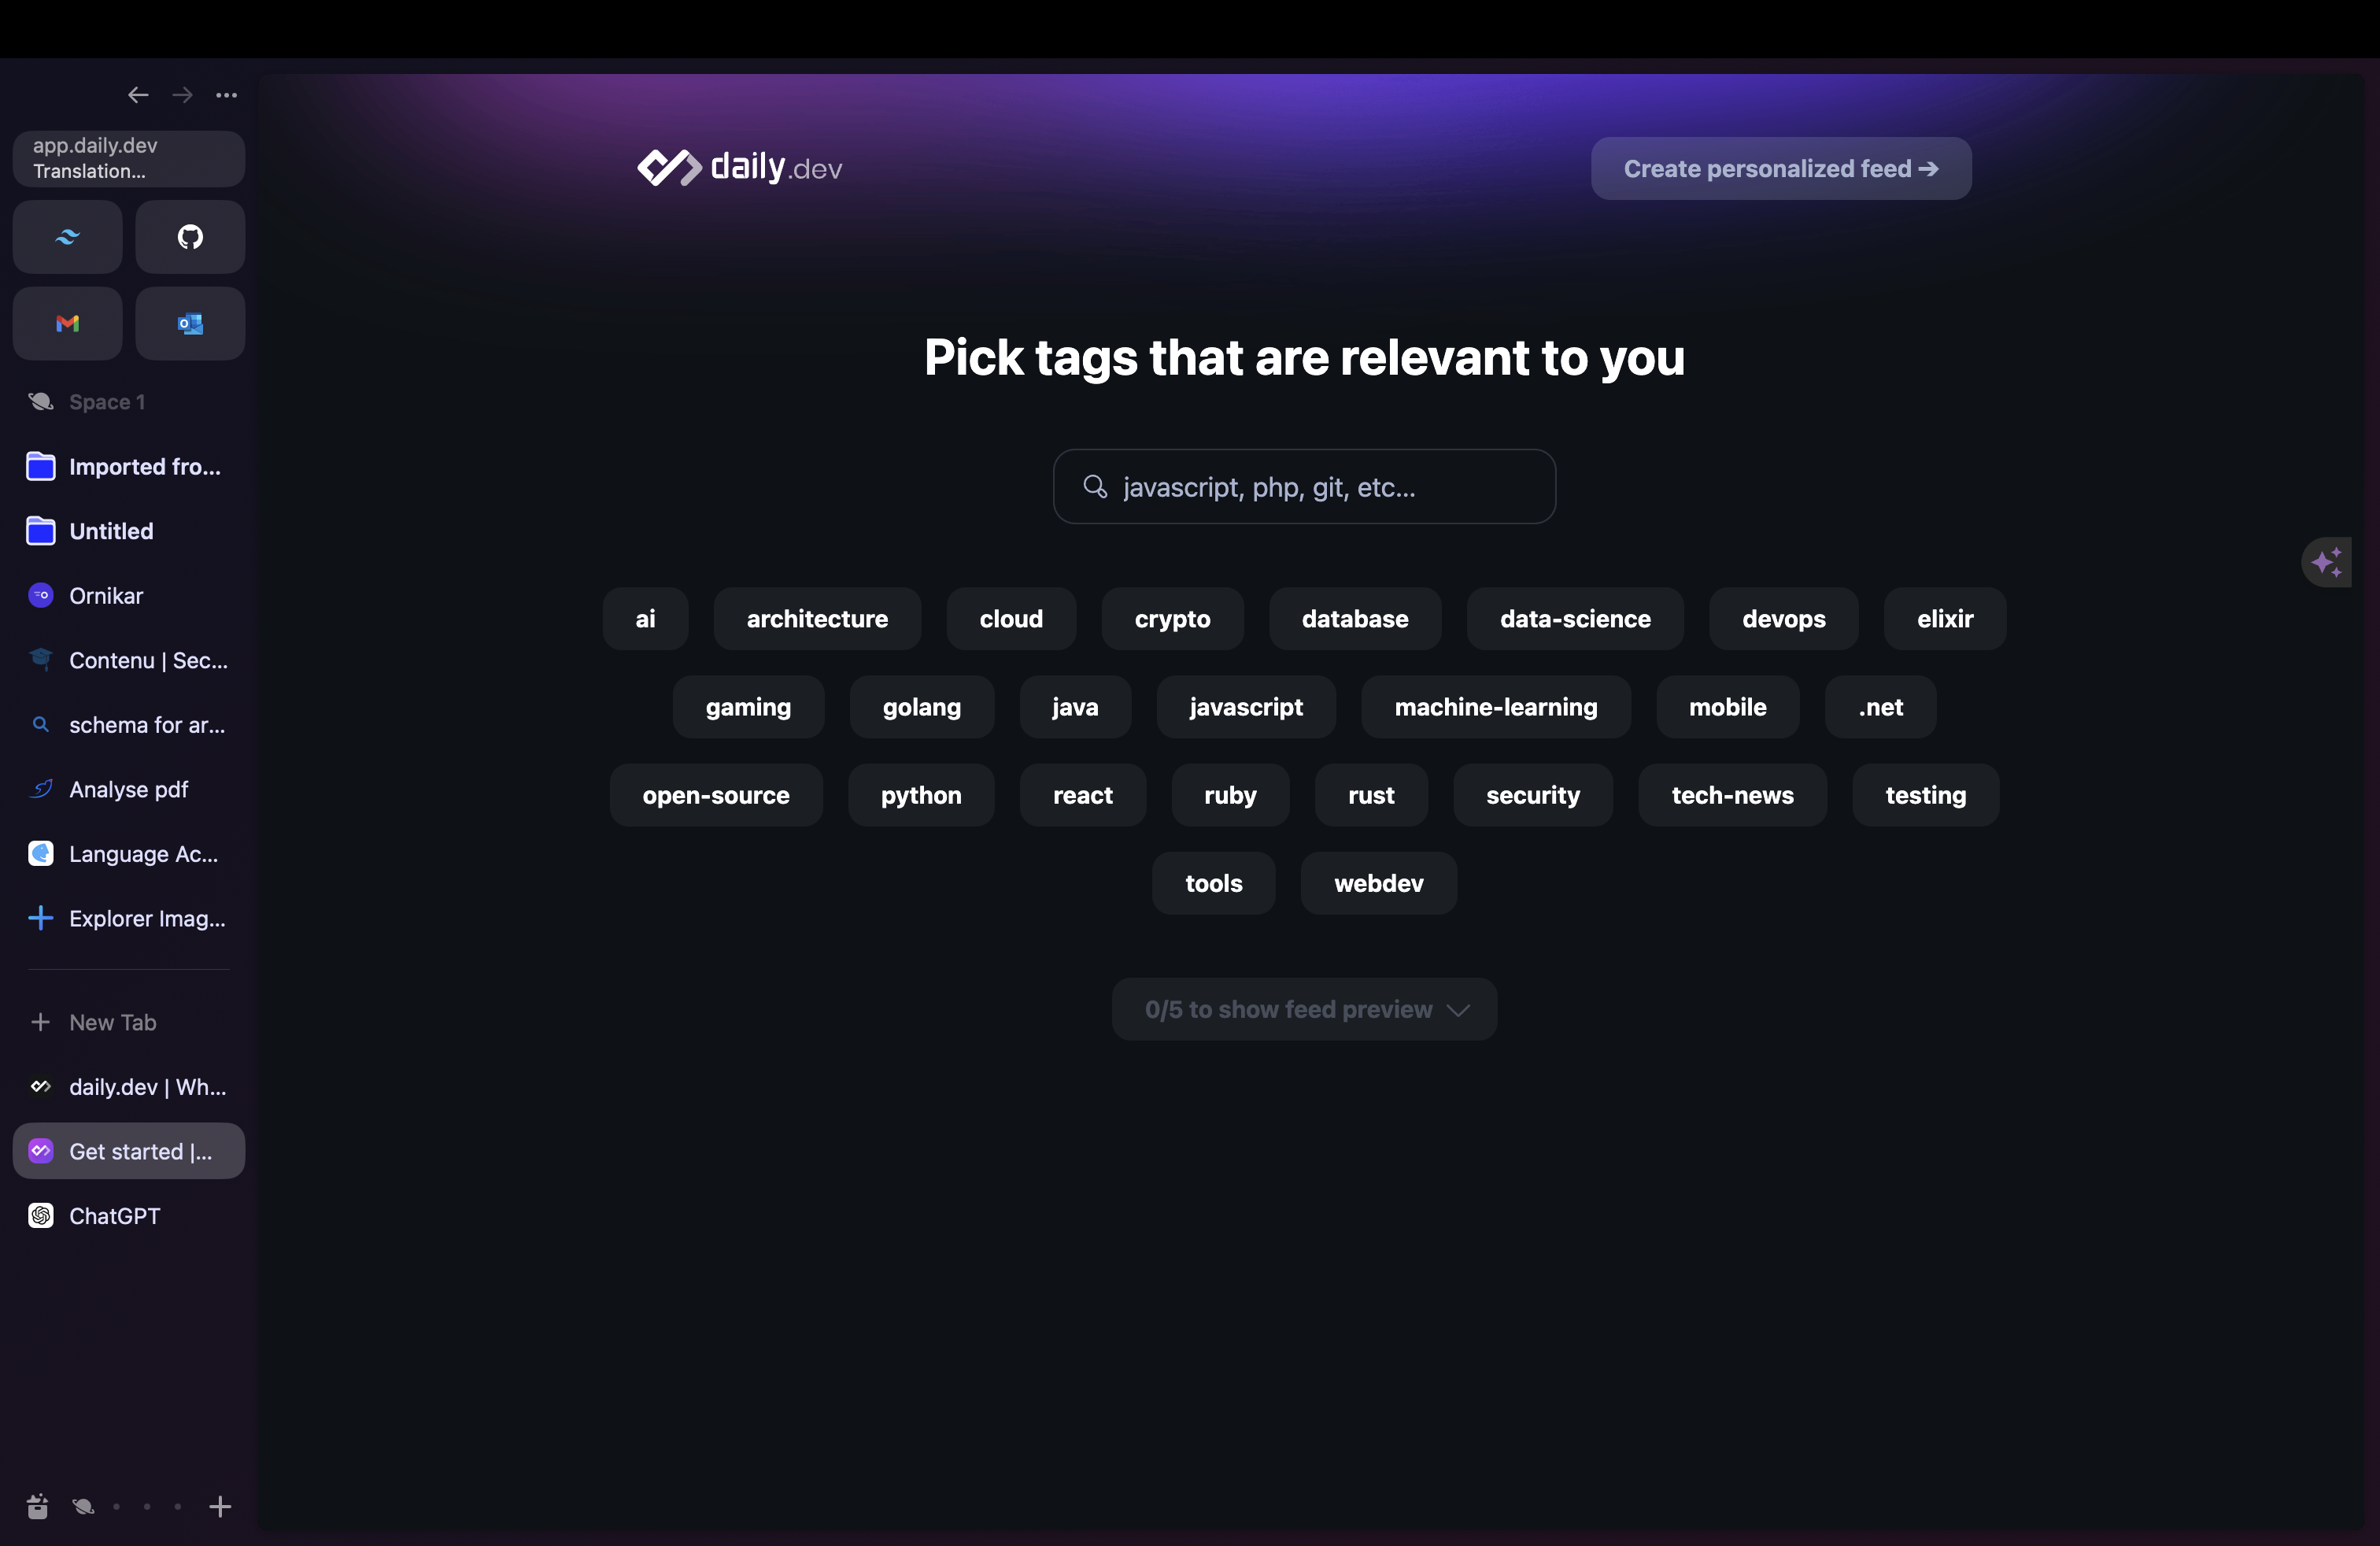 app.daily.dev
Translation...
Space 1
Imported fro...
Untitled
Ornikar
Contenu | Sec...
schema for ar...
Analyse pdf
Language Ac...
Explorer Imag...
New Tab
daily.dev | Wh...
Get started |...
ChatGPT
daily.dev
Create personalized feed →
Pick tags that are relevant to you
javascript, php, git, etc...
ai architecture cloud crypto database data-science devops elixir
gaming golang java javascript machine-learning mobile .net
open-source python react ruby rust security tech-news testing
tools webdev
0/5 to show feed preview